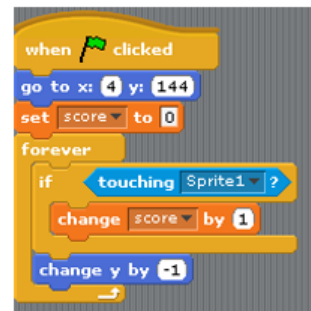 when clicked
go to x: 4 y: 144
set score to 0
forever
if touching Sprite1 ?
change score by 1
change y by -1